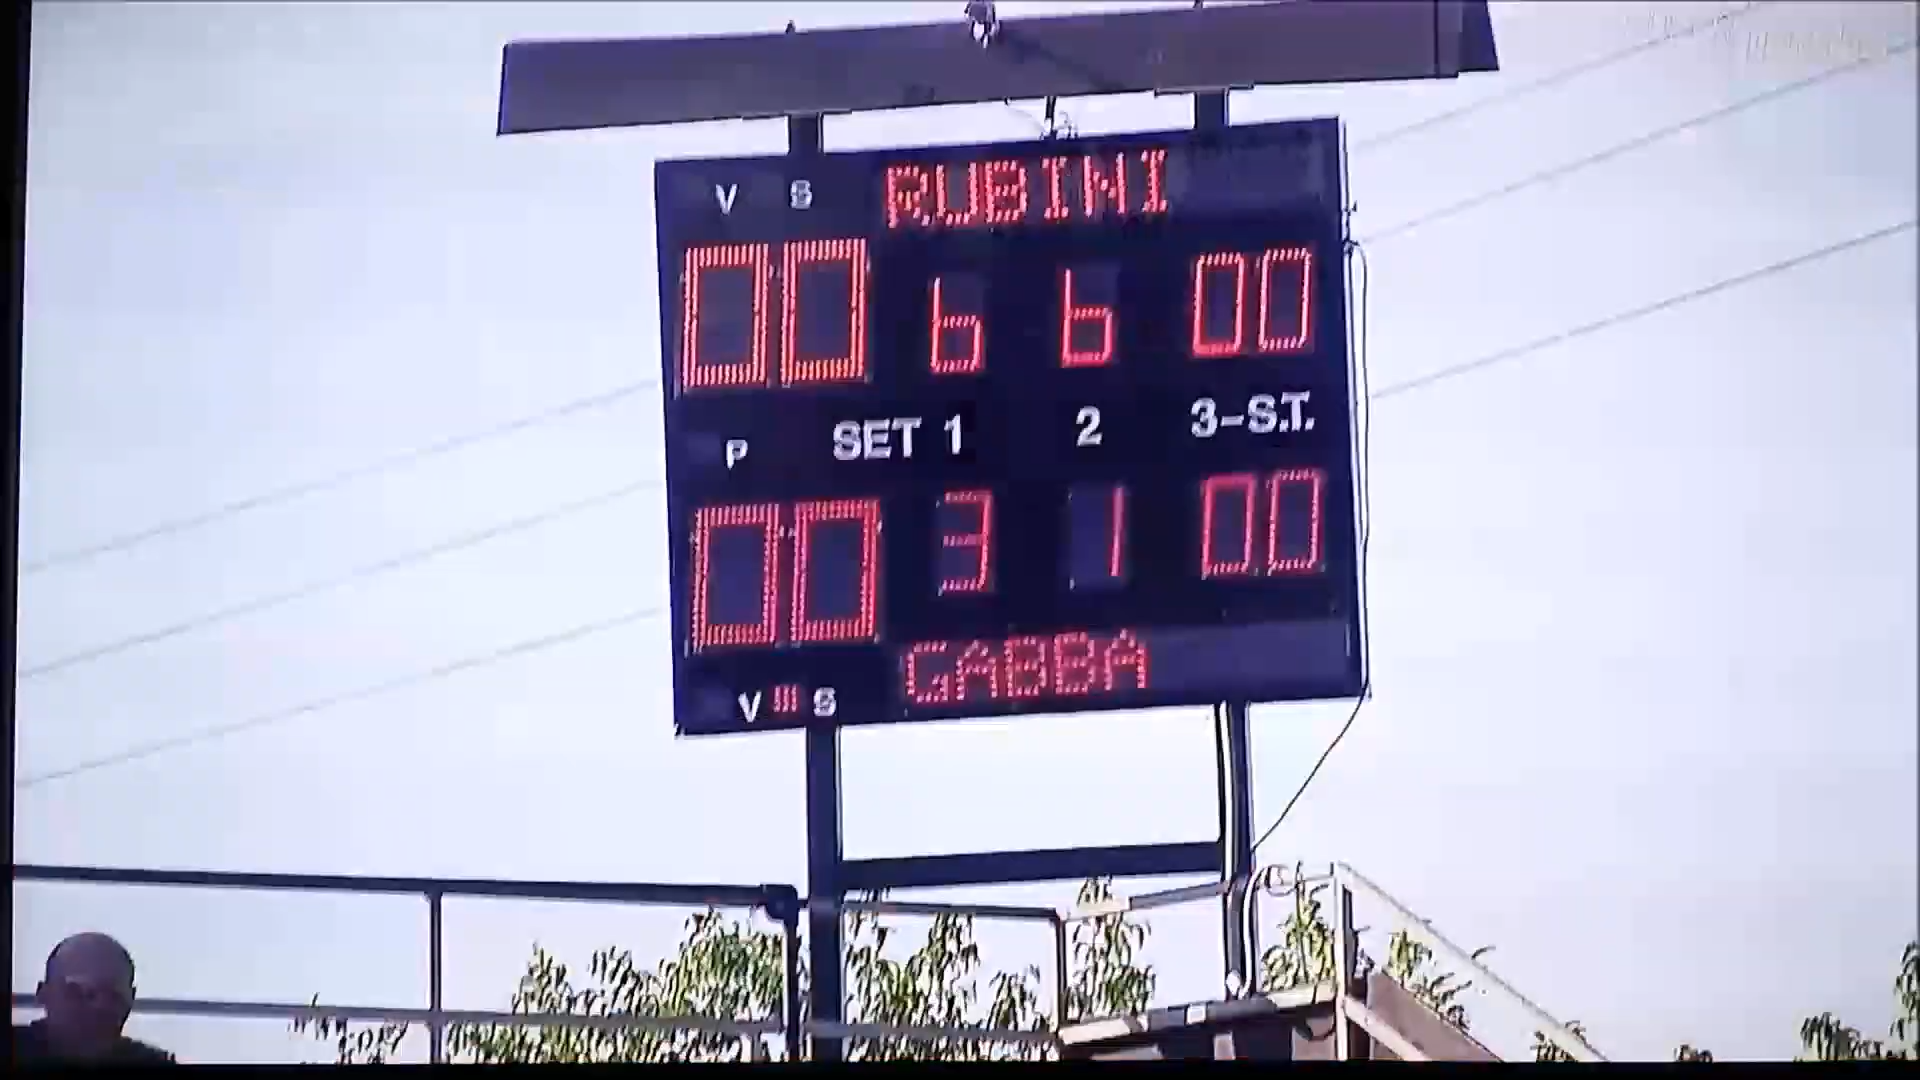 V S RUBINI
00 6 6 00
P SET 1 2 3-S.T.
00 3 1 00
V S GABBA